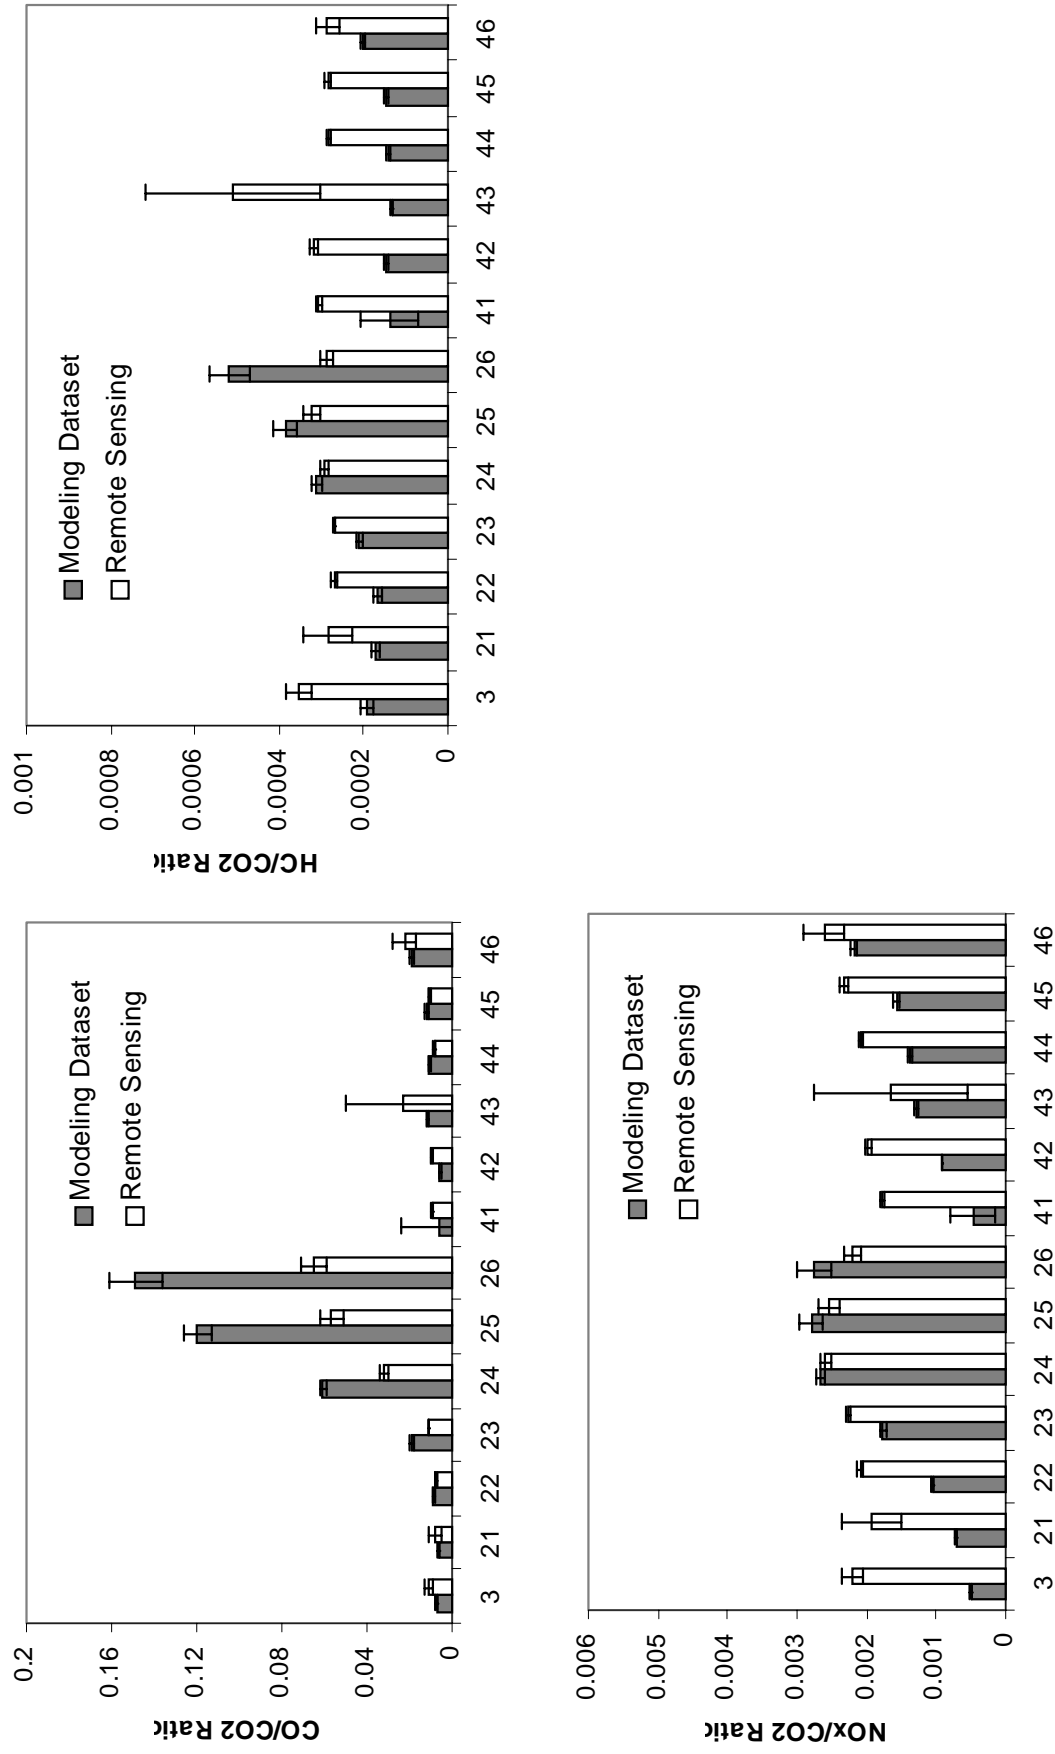 CO/CO2 Ratio
0.2
0.16
0.12
0.08
0.04
0
Modeling Dataset
Remote Sensing
3 21 22 23 24 25 26 41 42 43 44 45 46
HC/CO2 Ratio
0.001
0.0008
0.0006
0.0004
0.0002
0
Modeling Dataset
Remote Sensing
3 21 22 23 24 25 26 41 42 43 44 45 46
NOx/CO2 Ratio
0.006
0.005
0.004
0.003
0.002
0.001
0
Modeling Dataset
Remote Sensing
3 21 22 23 24 25 26 41 42 43 44 45 46